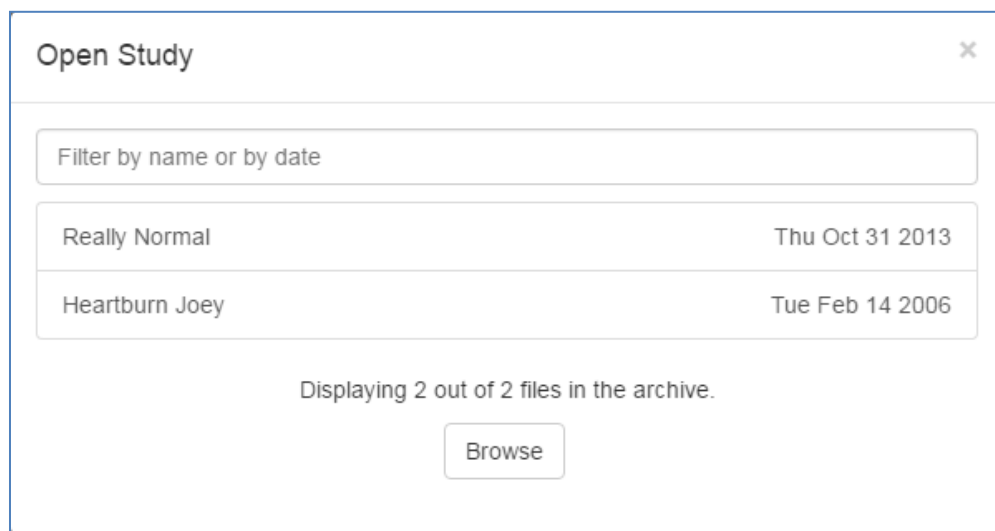 Open Study ×
Filter by name or by date
Really Normal Thu Oct 31 2013
Heartburn Joey Tue Feb 14 2006
Displaying 2 out of 2 files in the archive.
Browse